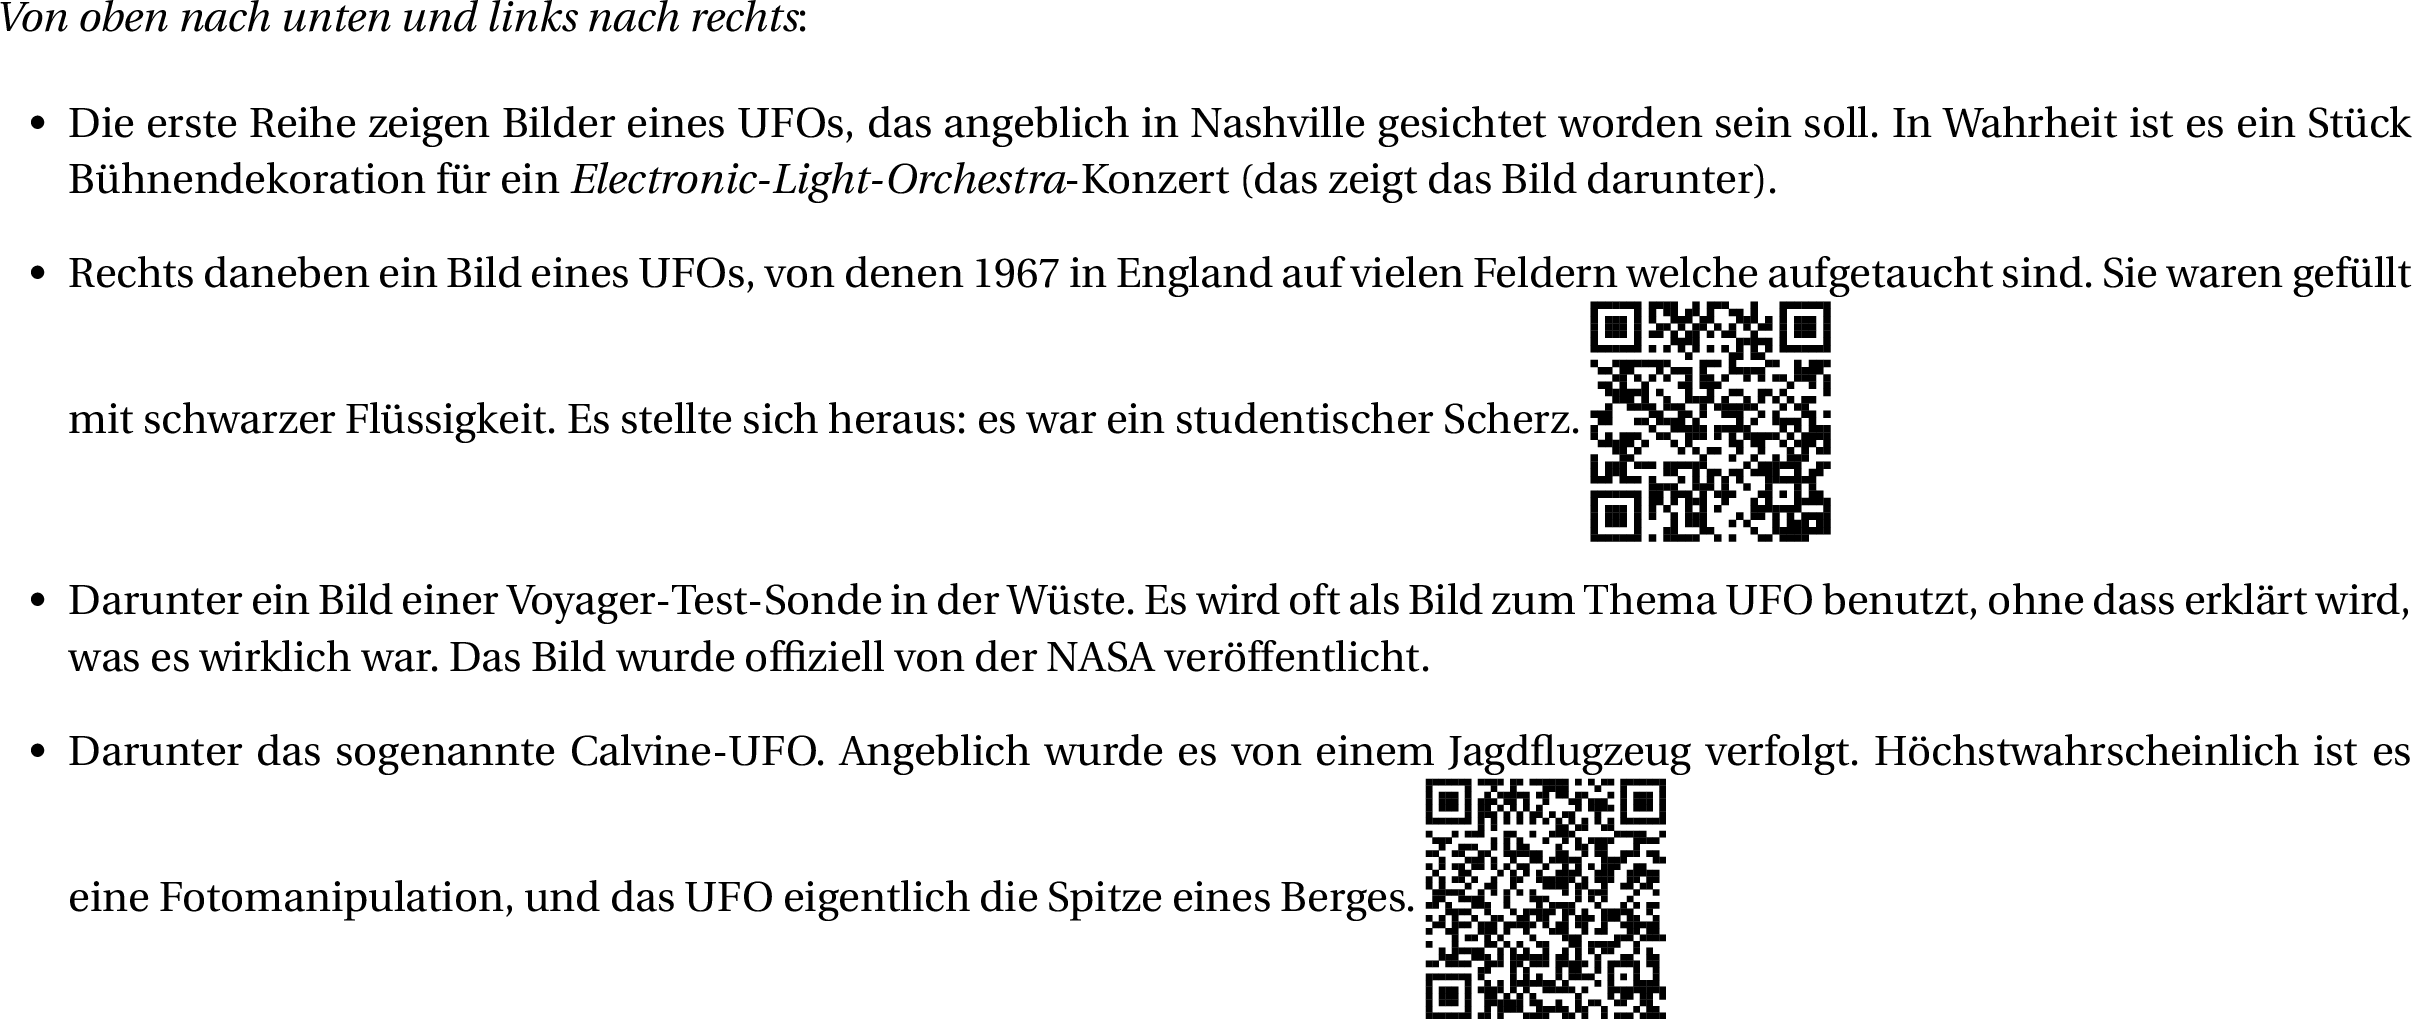 Von oben nach unten und links nach rechts:
• Die erste Reihe zeigen Bilder eines UFOs, das angeblich in Nashville gesichtet worden sein soll. In Wahrheit ist es ein Stück
Bühnendekoration für ein Electronic-Light-Orchestra-Konzert (das zeigt das Bild darunter).
• Rechts daneben ein Bild eines UFOs, von denen 1967 in England auf vielen Feldern welche aufgetaucht sind. Sie waren gefüllt
mit schwarzer Flüssigkeit. Es stellte sich heraus: es war ein studentischer Scherz.
• Darunter ein Bild einer Voyager-Test-Sonde in der Wüste. Es wird oft als Bild zum Thema UFO benutzt, ohne dass erklärt wird,
was es wirklich war. Das Bild wurde offiziell von der NASA veröffentlicht.
• Darunter das sogenannte Calvine-UFO. Angeblich wurde es von einem Jagdflugzeug verfolgt. Höchstwahrscheinlich ist es
eine Fotomanipulation, und das UFO eigentlich die Spitze eines Berges.